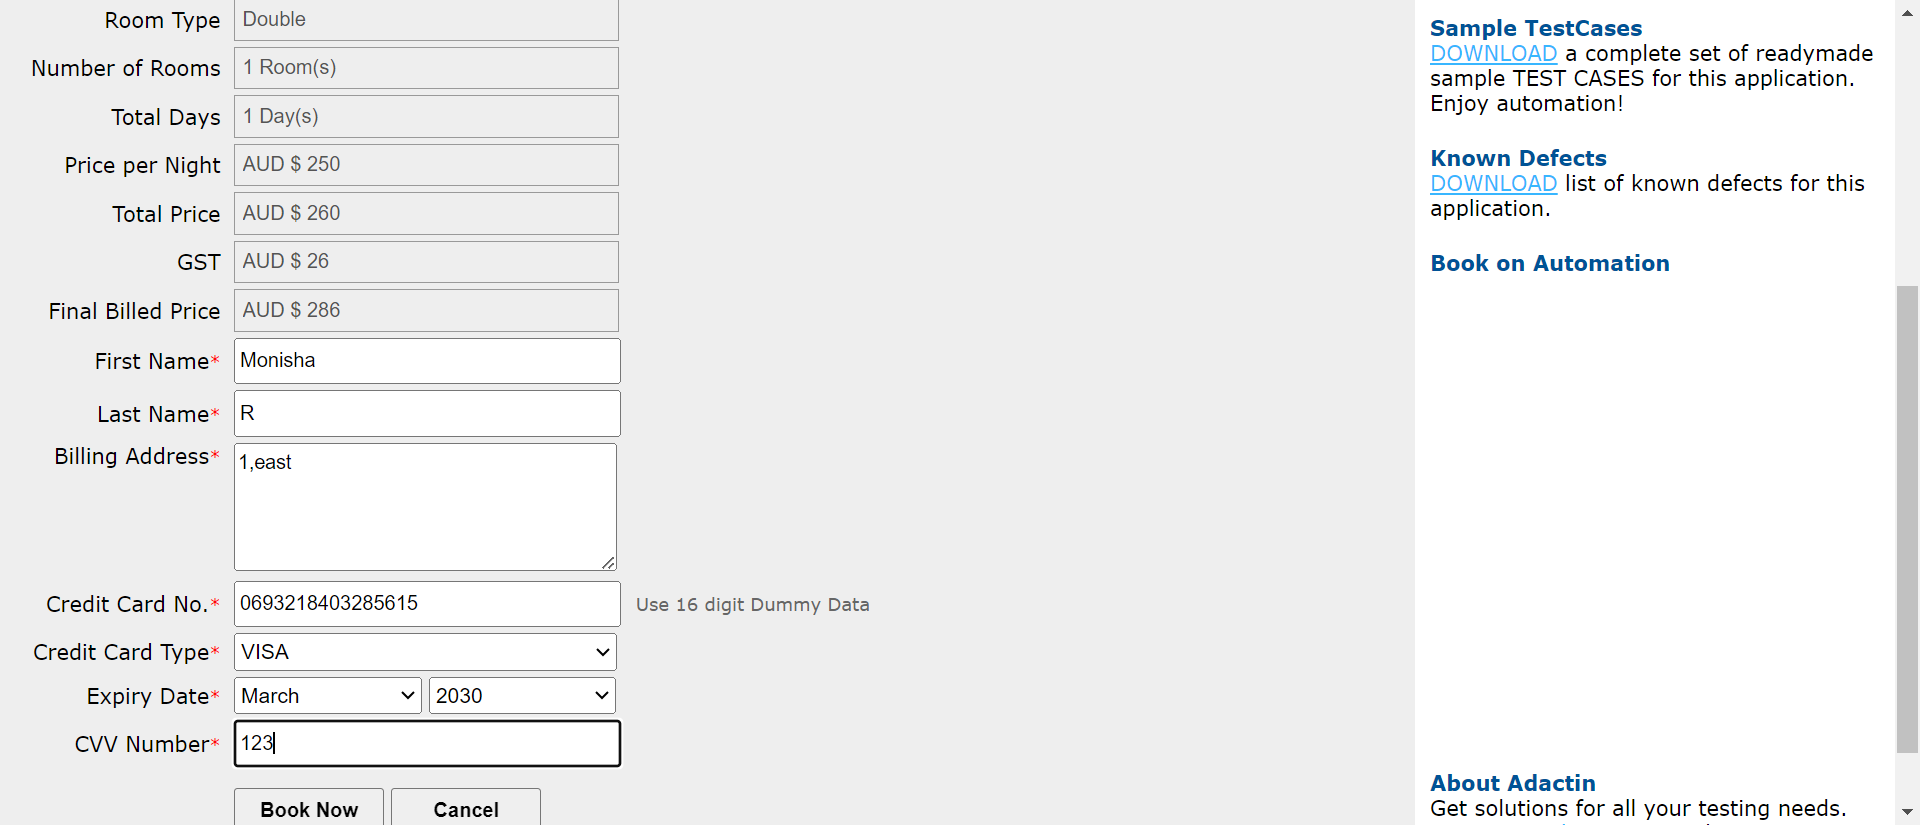 Room Type Double
Number of Rooms 1 Room(s)
Total Days 1 Day(s)
Price per Night AUD $ 250
Total Price AUD $ 260
GST AUD $ 26
Final Billed Price AUD $ 286
First Name* Monisha
Last Name* R
Billing Address* 1,east
Credit Card No.* 0693218403285615 Use 16 digit Dummy Data
Credit Card Type* VISA
Expiry Date* March 2030
CVV Number* 123
Book Now Cancel
Sample TestCases
DOWNLOAD a complete set of readymade
sample TEST CASES for this application.
Enjoy automation!
Known Defects
DOWNLOAD list of known defects for this
application.
Book on Automation
About Adactin
Get solutions for all your testing needs.